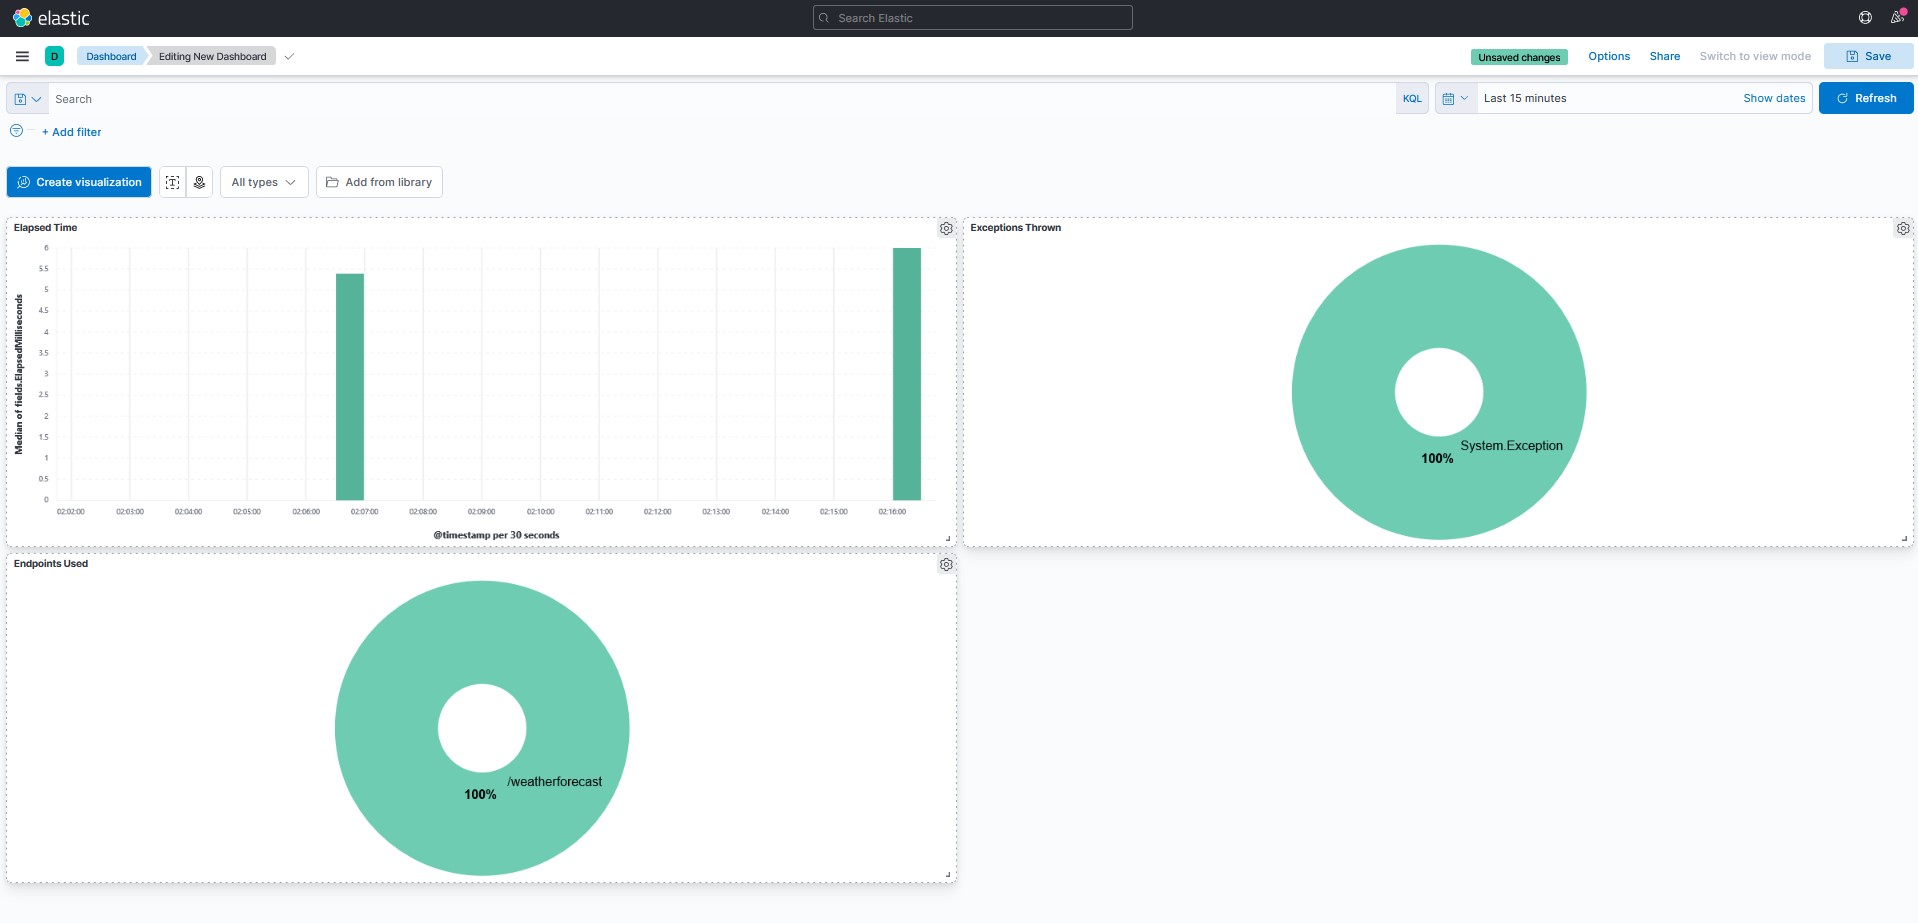 elastic
Search Elastic
D
Dashboard
Editing New Dashboard
Unsaved changes
Options
Share
Switch to view mode
Save
Search
KQL
Last 15 minutes
Show dates
Refresh
+ Add filter
Create visualization
All types
Add from library
Elapsed Time
Median of fields.ElapsedMilliseconds
6
5.5
5
4.5
4
3.5
3
2.5
2
1.5
1
0.5
0
02:02:00
02:03:00
02:04:00
02:05:00
02:06:00
02:07:00
02:08:00
02:09:00
02:10:00
02:11:00
02:12:00
02:13:00
02:14:00
02:15:00
02:16:00
@timestamp per 30 seconds
Exceptions Thrown
System.Exception
100%
Endpoints Used
/weatherforecast
100%